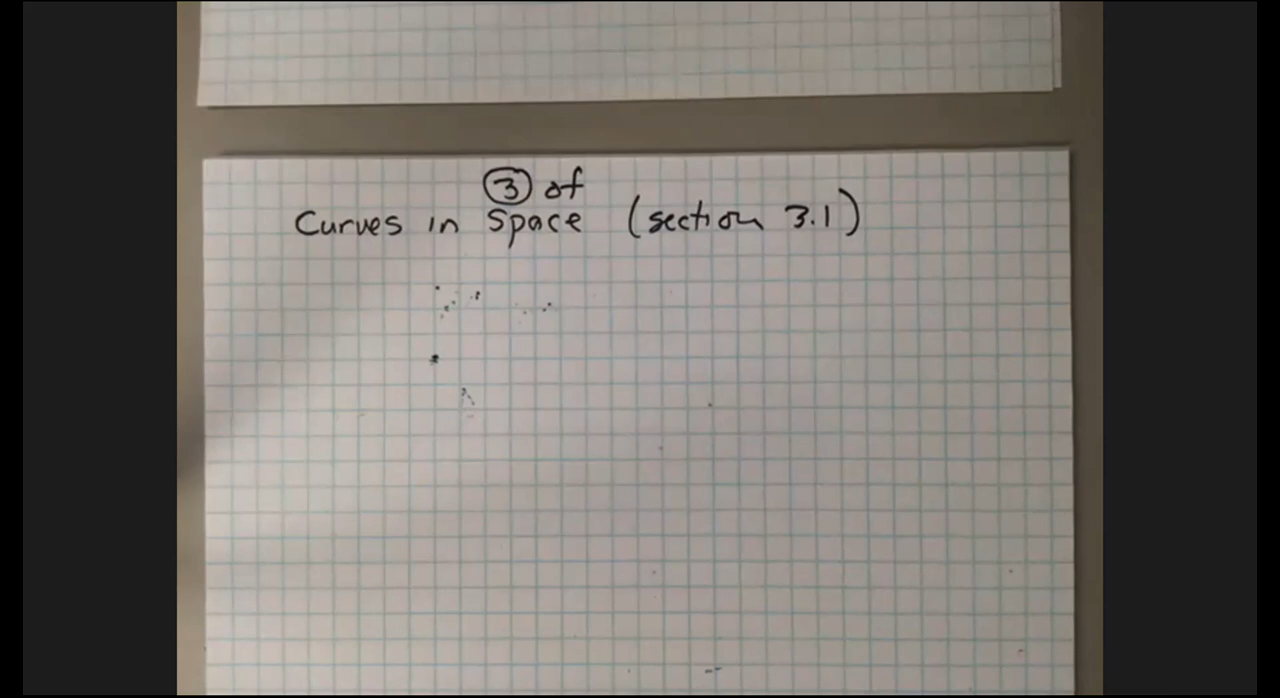 ③ of
Curves in Space (section 3.1)